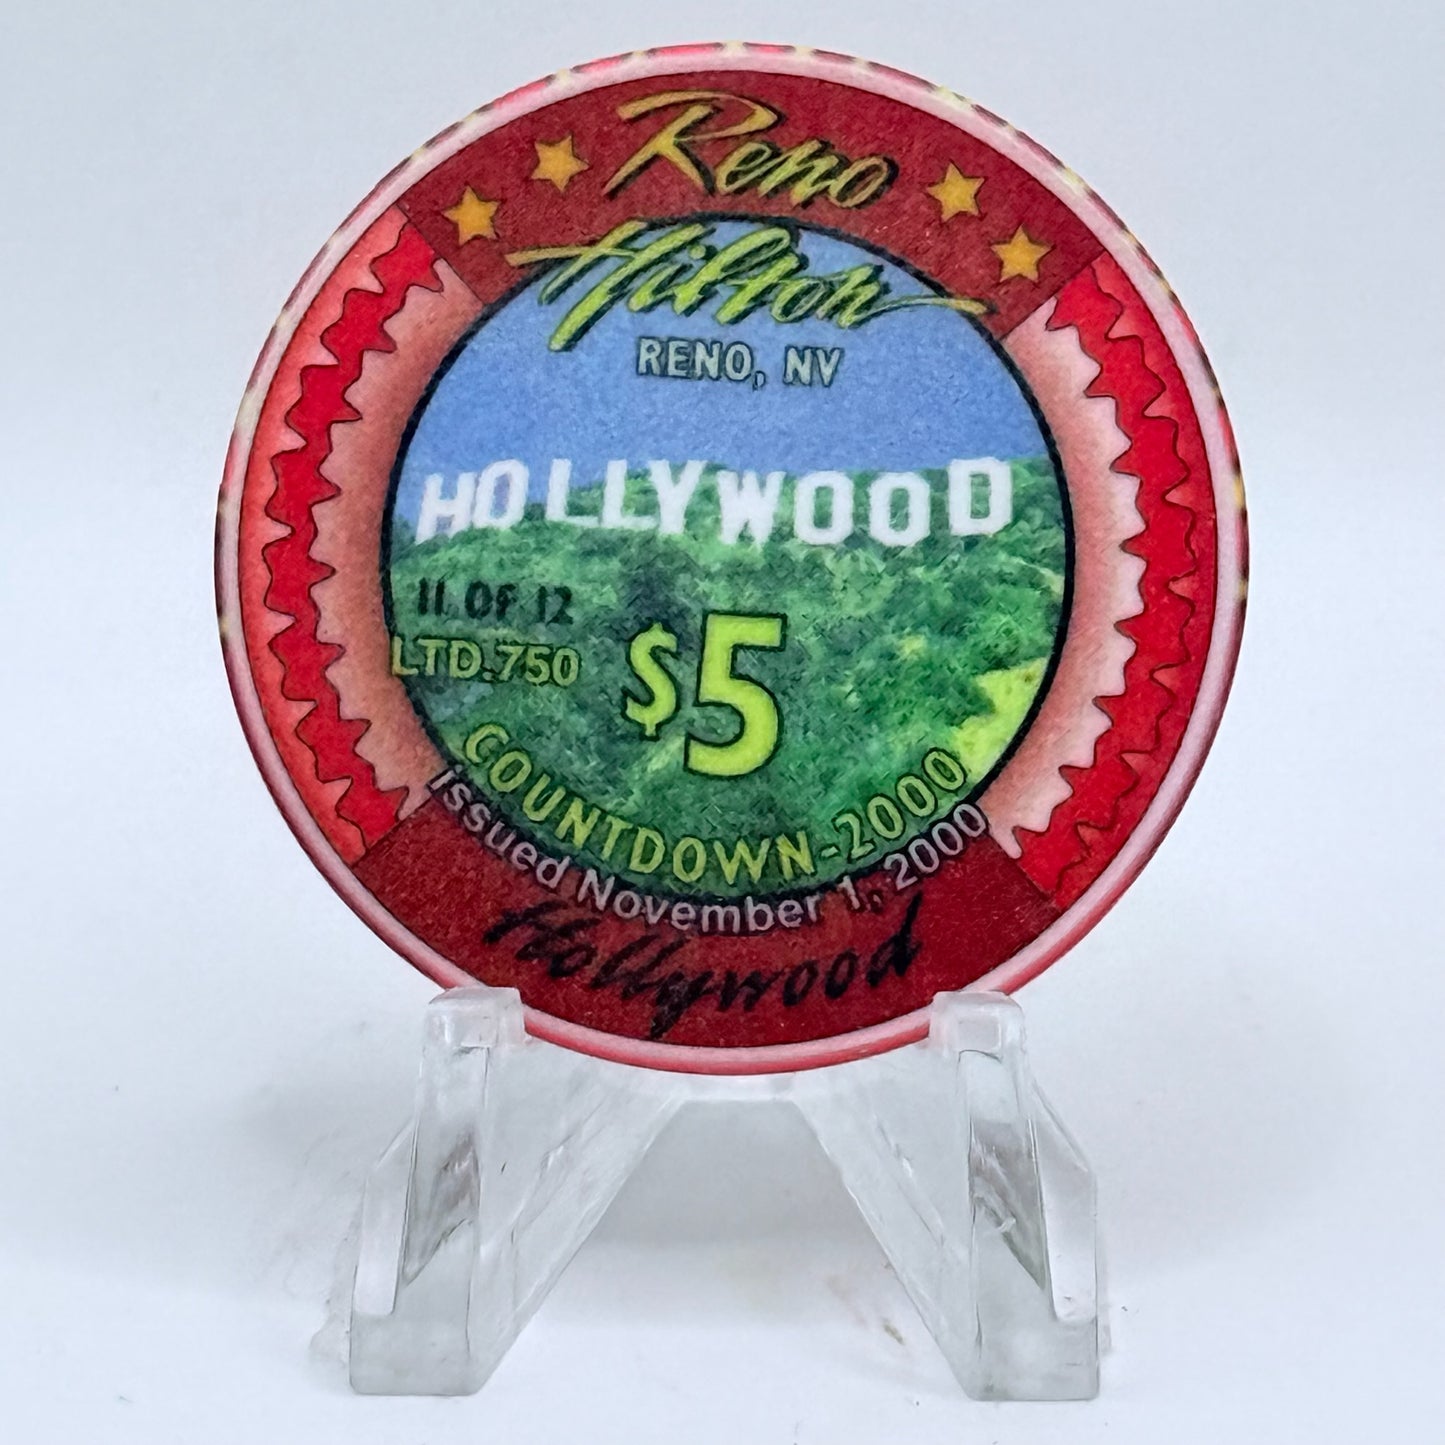 Reno
Hilton
RENO, NV
HOLLYWOOD
11 OF 12
LTD.750
$5
COUNTDOWN-2000
issued November 1, 2000
Hollywood